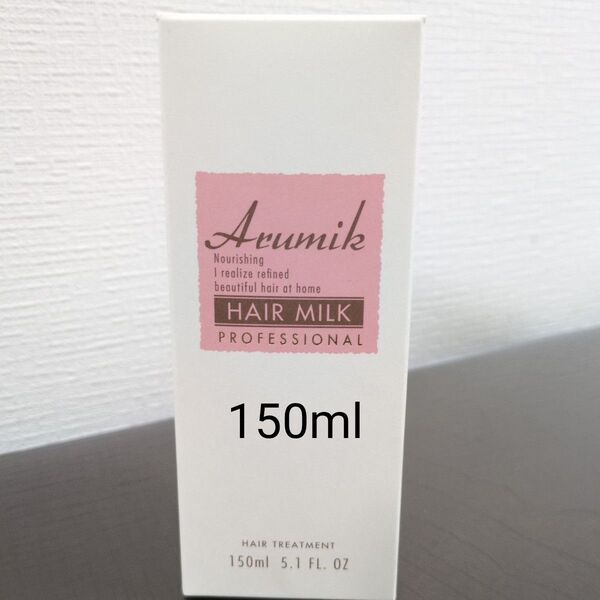 Arumik
Nourishing
I realize refined
beautiful hair at home
HAIR MILK
PROFESSIONAL
150ml
HAIR TREATMENT
150ml 5.1 FL. OZ